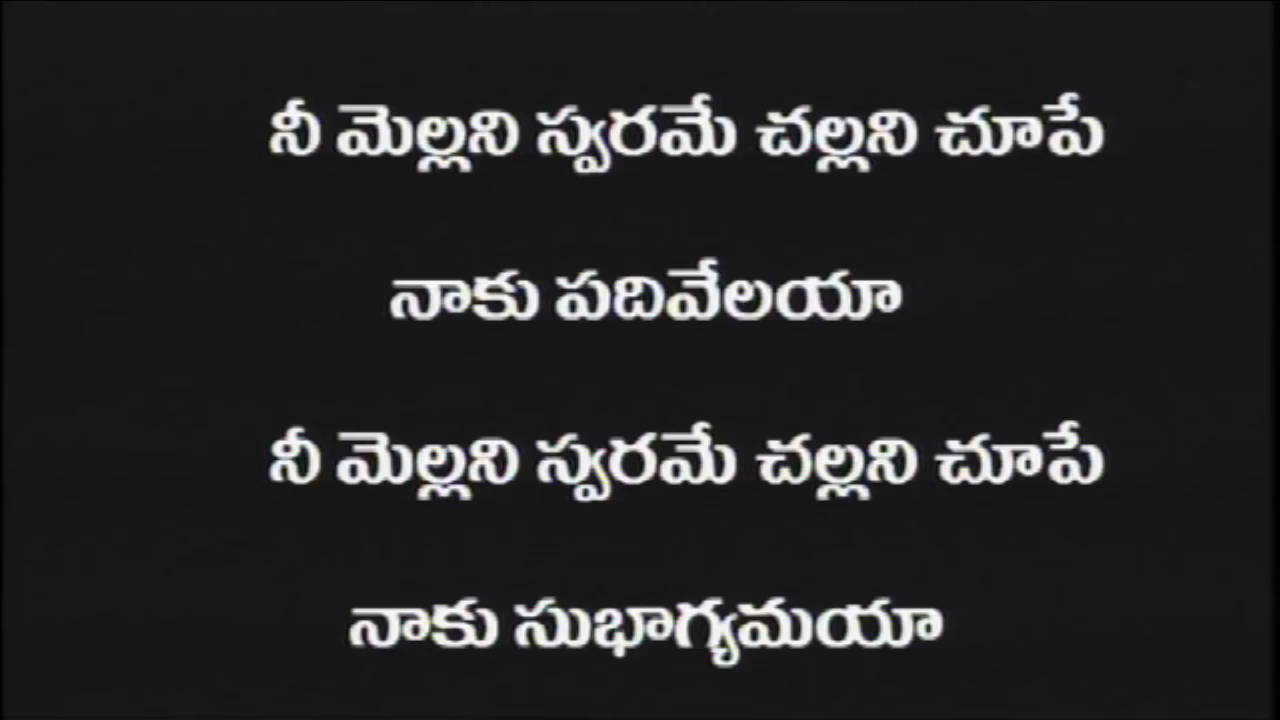 నీ మెల్లని స్వరమే చల్లని చూపే
నాకు పదివేలయా
నీ మెల్లని స్వరమే చల్లని చూపే
నాకు సుభాగ్యమయా